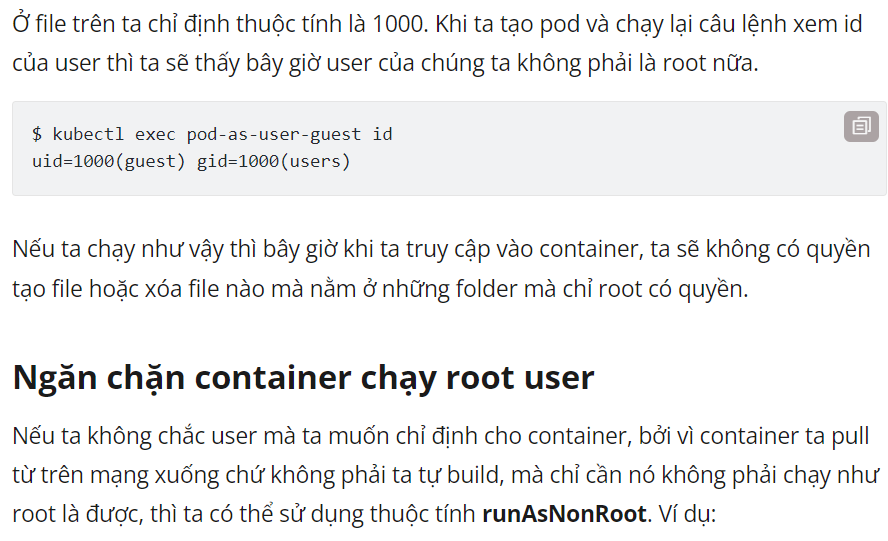 Ở file trên ta chỉ định thuộc tính là 1000. Khi ta tạo pod và chạy lại câu lệnh xem id
của user thì ta sẽ thấy bây giờ user của chúng ta không phải là root nữa.
$ kubectl exec pod-as-user-guest id
uid=1000(guest) gid=1000(users)
Nếu ta chạy như vậy thì bây giờ khi ta truy cập vào container, ta sẽ không có quyền
tạo file hoặc xóa file nào mà nằm ở những folder mà chỉ root có quyền.
Ngăn chặn container chạy root user
Nếu ta không chắc user mà ta muốn chỉ định cho container, bởi vì container ta pull
từ trên mạng xuống chứ không phải ta tự build, mà chỉ cần nó không phải chạy như
root là được, thì ta có thể sử dụng thuộc tính runAsNonRoot. Ví dụ: